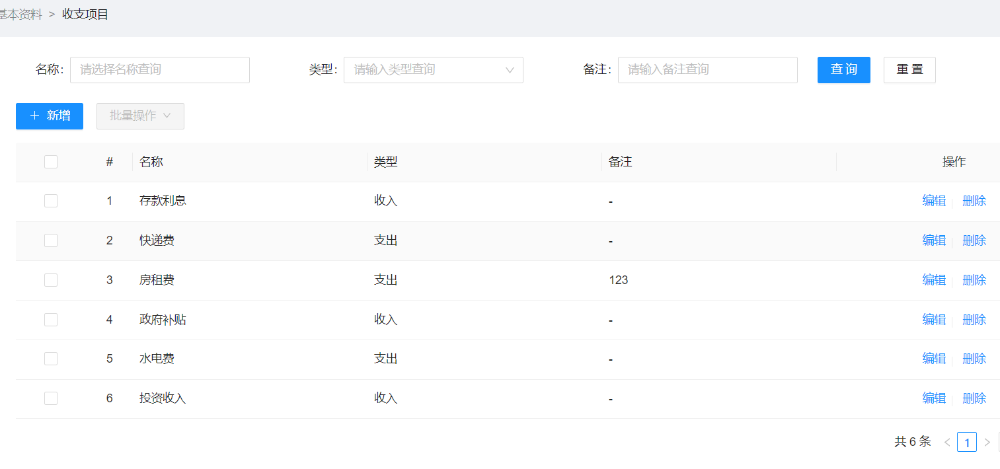 基本资料 > 收支项目
名称: 请选择名称查询 类型: 请输入类型查询 备注: 请输入备注查询 查 询 重 置
+ 新增 批量操作
# 名称 类型 备注 操作
1 存款利息 收入 - 编辑 删除
2 快递费 支出 - 编辑 删除
3 房租费 支出 123 编辑 删除
4 政府补贴 收入 - 编辑 删除
5 水电费 支出 - 编辑 删除
6 投资收入 收入 - 编辑 删除
共 6 条 < 1 >